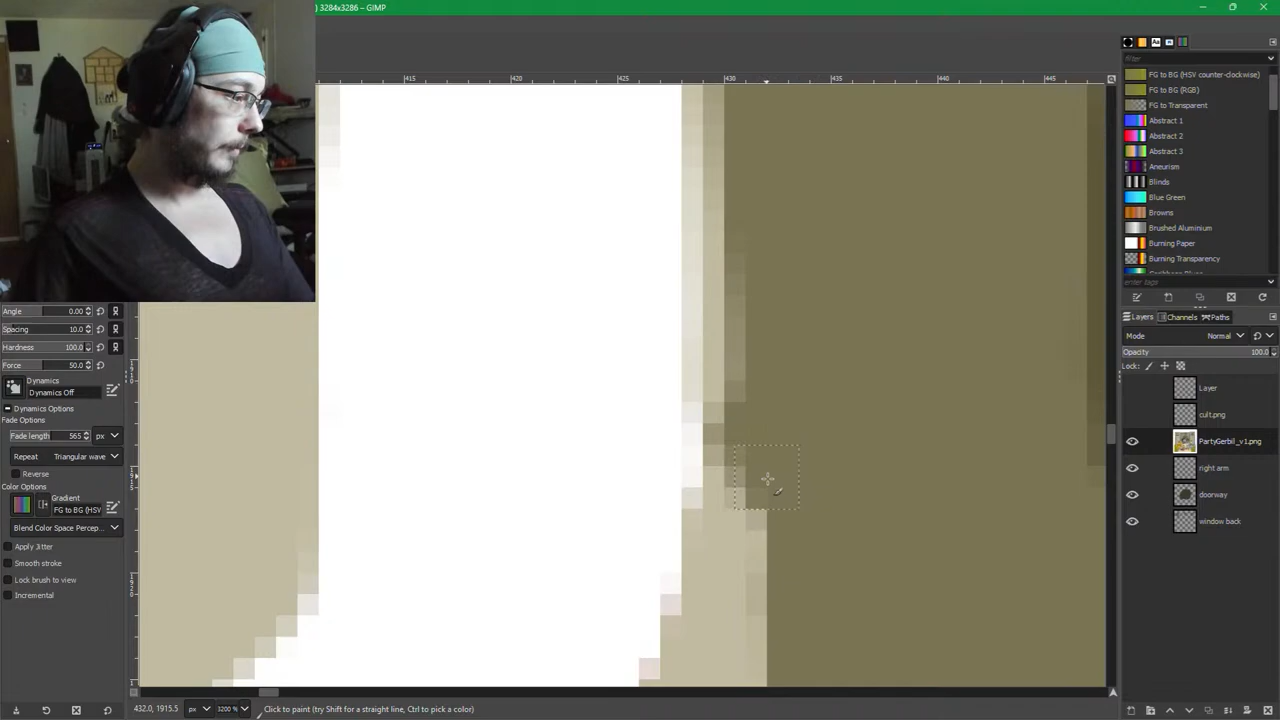 ) 3284x3286 – GIMP
415 420 425 430 435 440 445
filter
FG to BG (HSV counter-clockwise)
FG to BG (RGB)
FG to Transparent
Abstract 1
Abstract 2
Abstract 3
Aneurism
Blinds
Blue Green
Browns
Brushed Aluminium
Burning Paper
Burning Transparency
enter tags
Layers Channels Paths
Mode Normal
Opacity 100.0
Lock:
Layer
cult.png
PartyGerbil_v1.png
right arm
doorway
window back
Angle 0.00
Spacing 10.0
Hardness 100.0
Force 50.0
Dynamics
Dynamics Off
Dynamics Options
Fade Options
Fade length 565 px
Repeat Triangular wave
Reverse
Color Options
Gradient
FG to BG (HSV
Blend Color Space Percep...
Apply Jitter
Smooth stroke
Lock brush to view
Incremental
432.0, 1915.5 px 3200 % Click to paint (try Shift for a straight line, Ctrl to pick a color)